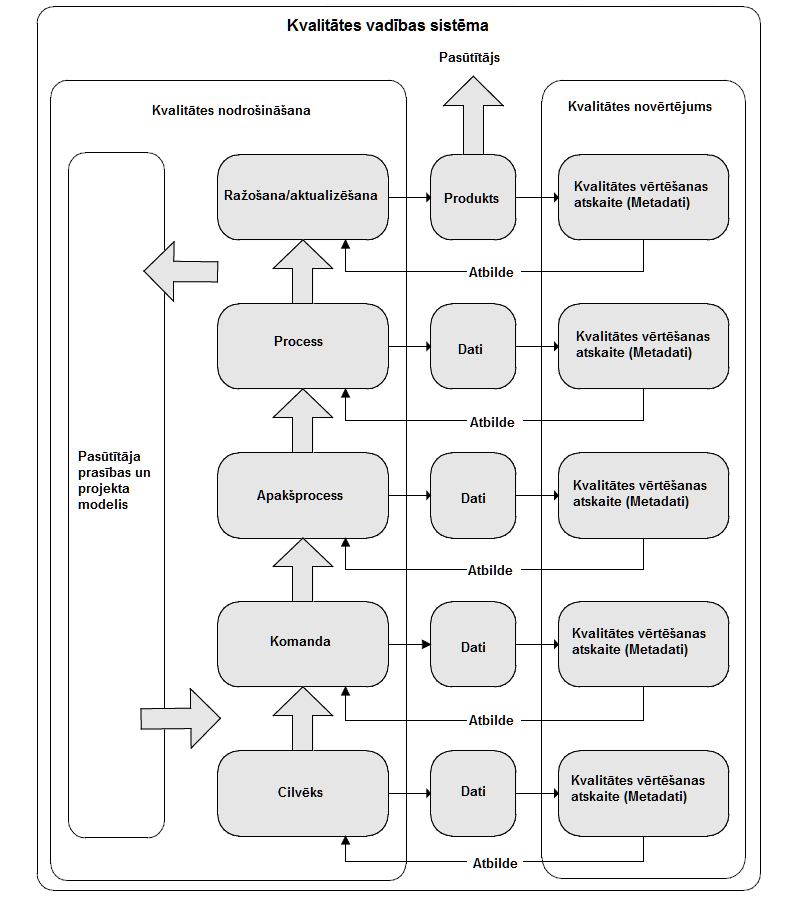 Kvalitātes vadības sistēma
Pasūtītājs
Kvalitātes nodrošināšana
Kvalitātes novērtējums
Ražošana/aktualizēšana
Produkts
Kvalitātes vērtēšanas
atskaite (Metadati)
Atbilde
Process
Dati
Kvalitātes vērtēšanas
atskaite (Metadati)
Atbilde
Pasūtītāja
prasības un
projekta
modelis
Apakšprocess
Dati
Kvalitātes vērtēšanas
atskaite (Metadati)
Atbilde
Komanda
Dati
Kvalitātes vērtēšanas
atskaite (Metadati)
Atbilde
Cilvēks
Dati
Kvalitātes vērtēšanas
atskaite (Metadati)
Atbilde